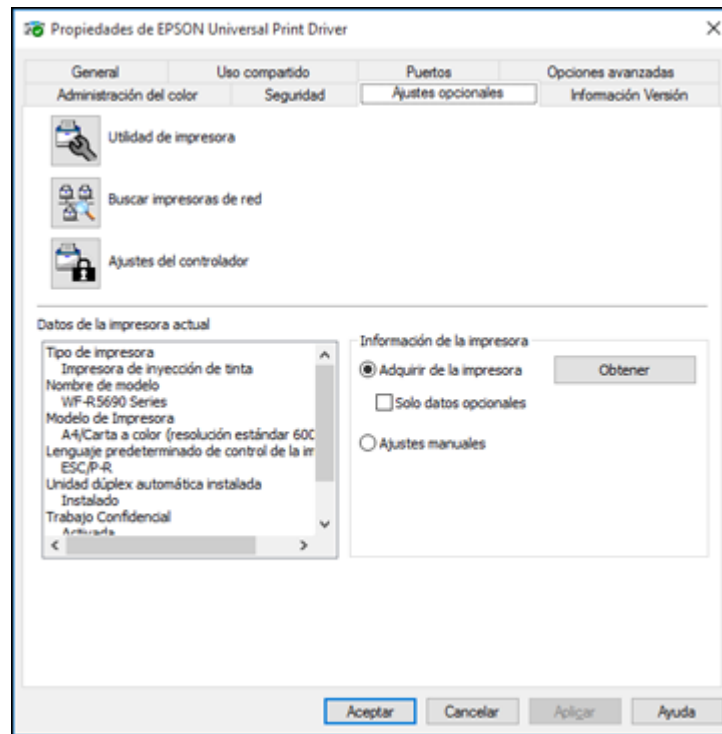 Propiedades de EPSON Universal Print Driver
General Uso compartido Puertos Opciones avanzadas
Administración del color Seguridad Ajustes opcionales Información Versión
Utilidad de impresora
Buscar impresoras de red
Ajustes del controlador
Datos de la impresora actual
Tipo de impresora
Impresora de inyección de tinta
Nombre de modelo
WF-R5690 Series
Modelo de Impresora
A4/Carta a color (resolución estándar 600
Lenguaje predeterminado de control de la im
ESC/P-R
Unidad dúplex automática instalada
Instalado
Trabajo Confidencial
Activada
Información de la impresora
Adquirir de la impresora Obtener
Solo datos opcionales
Ajustes manuales
Aceptar Cancelar Aplicar Ayuda